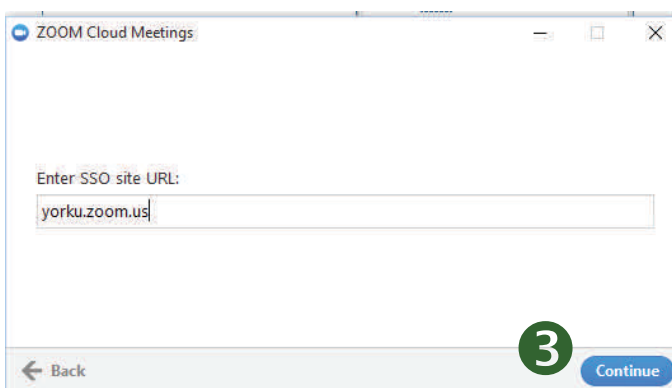 ZOOM Cloud Meetings
Enter SSO site URL:
yorku.zoom.us
3
Back
Continue